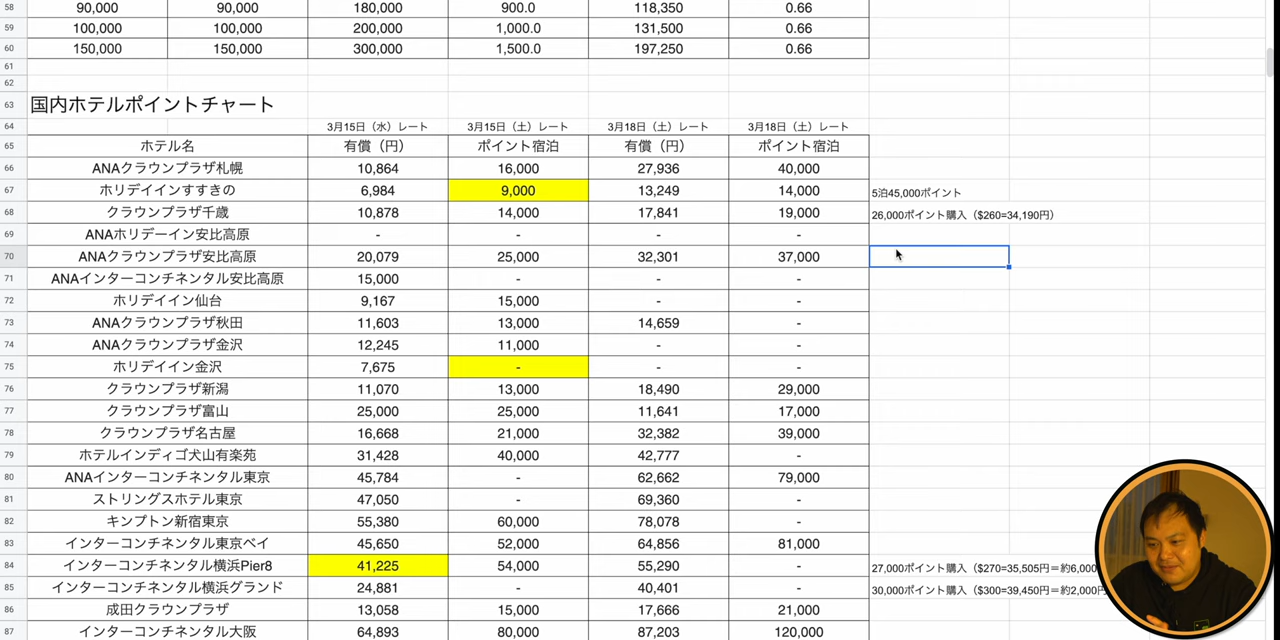 58 90,000 90,000 180,000 900.0 118,350 0.66
59 100,000 100,000 200,000 1,000.0 131,500 0.66
60 150,000 150,000 300,000 1,500.0 197,250 0.66
61
62
63 国内ホテルポイントチャート
64 3月15日（水）レート 3月15日（土）レート 3月18日（土）レート 3月18日（土）レート
65 ホテル名 有償（円） ポイント宿泊 有償（円） ポイント宿泊
66 ANAクラウンプラザ札幌 10,864 16,000 27,936 40,000
67 ホリデイインすすきの 6,984 9,000 13,249 14,000 5泊45,000ポイント
68 クラウンプラザ千歳 10,878 14,000 17,841 19,000 26,000ポイント購入（$260=34,190円）
69 ANAホリデーイン安比高原 - - - -
70 ANAクラウンプラザ安比高原 20,079 25,000 32,301 37,000
71 ANAインターコンチネンタル安比高原 15,000 - - -
72 ホリデイイン仙台 9,167 15,000 - -
73 ANAクラウンプラザ秋田 11,603 13,000 14,659 -
74 ANAクラウンプラザ金沢 12,245 11,000 - -
75 ホリデイイン金沢 7,675 - - -
76 クラウンプラザ新潟 11,070 13,000 18,490 29,000
77 クラウンプラザ富山 25,000 25,000 11,641 17,000
78 クラウンプラザ名古屋 16,668 21,000 32,382 39,000
79 ホテルインディゴ犬山有楽苑 31,428 40,000 42,777 -
80 ANAインターコンチネンタル東京 45,784 - 62,662 79,000
81 ストリングスホテル東京 47,050 - 69,360 -
82 キンプトン新宿東京 55,380 60,000 78,078 -
83 インターコンチネンタル東京ベイ 45,650 52,000 64,856 81,000
84 インターコンチネンタル横浜Pier8 41,225 54,000 55,290 - 27,000ポイント購入（$270=35,505円＝約6,000
85 インターコンチネンタル横浜グランド 24,881 - 40,401 - 30,000ポイント購入（$300=39,450円＝約2,000円
86 成田クラウンプラザ 13,058 15,000 17,666 21,000
87 インターコンチネンタル大阪 64,893 80,000 87,203 120,000